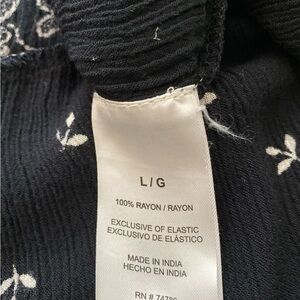 L / G
100% RAYON / RAYON
EXCLUSIVE OF ELASTIC
EXCLUSIVO DE ELÁSTICO
MADE IN INDIA
HECHO EN INDIA
RN #